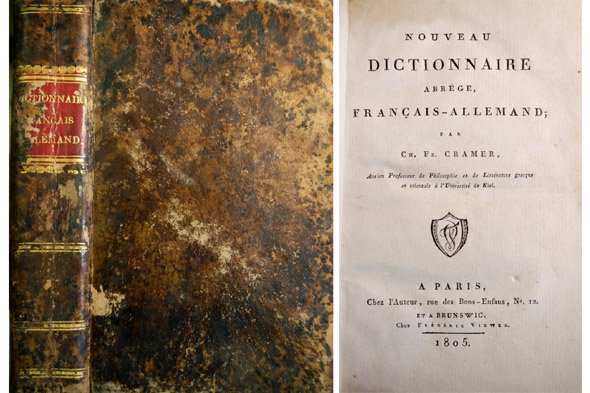 DICTIONNAIR
FRANÇAIS
ALLEMAND
NOUVEAU
DICTIONNAIRE
ABRÉGÉ,
FRANÇAIS-ALLEMAND;
PAR
CH. FR. CRAMER,
Ancien Professeur de Philosophie et de Littérature grecque
et orientale à l'Université de Kiel.
A PARIS,
Chez l'Auteur, rue des Bons-Enfans, No. 12.
ET A BRUNSWIC,
Chez FRÉDÉRIC VIEWEG.
1805.